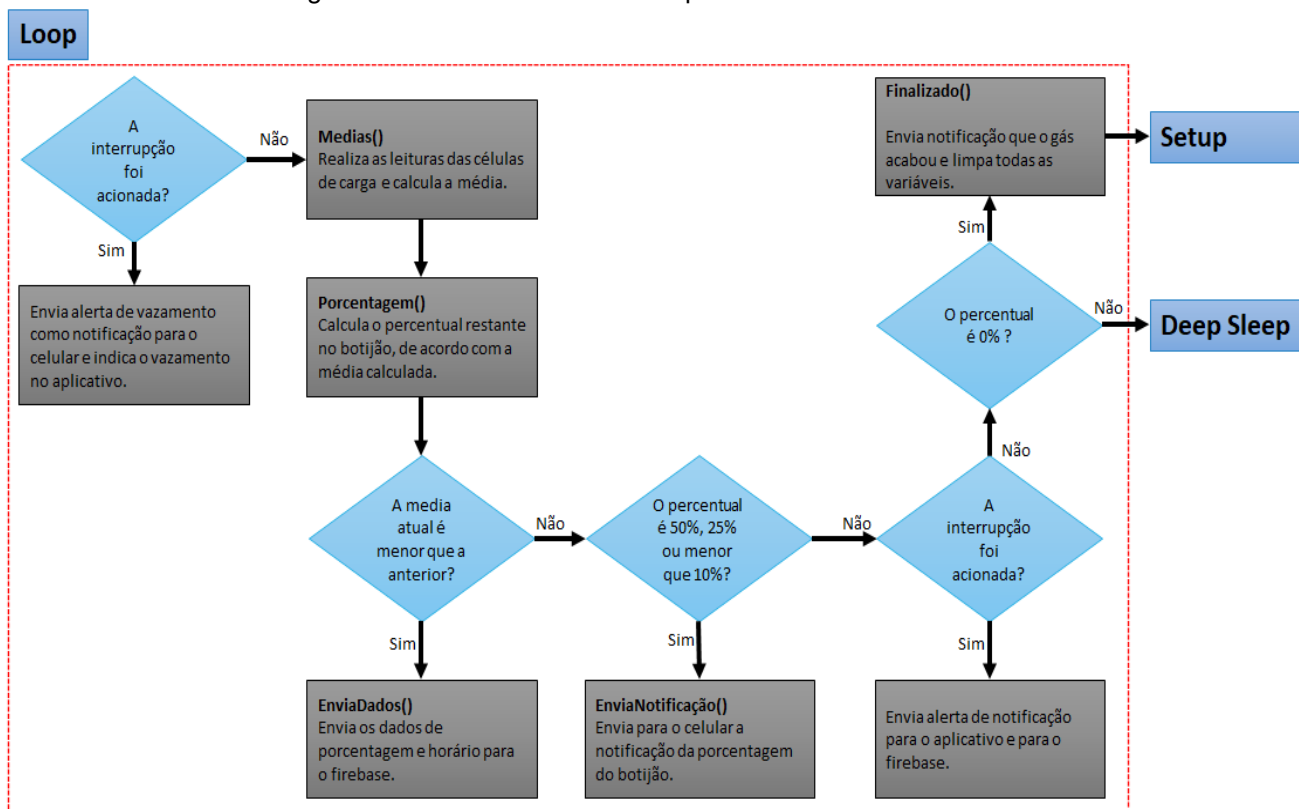 Loop
A
interrupção
foi
acionada?
Não
Sim
Envia alerta de vazamento
como notificação para o
celular e indica o vazamento
no aplicativo.
Medias()
Realiza as leituras das células
de carga e calcula a média.
Porcentagem()
Calcula o percentual restante
no botijão, de acordo com a
média calculada.
A media
atual é
menor que a
anterior?
Não
Sim
EnviaDados()
Envia os dados de
porcentagem e horário para
o firebase.
O percentual
é 50%, 25%
ou menor
que 10%?
Não
Sim
EnviaNotificação()
Envia para o celular a
notificação da porcentagem
do botijão.
A
interrupção
foi
acionada?
Sim
Envia alerta de notificação
para o aplicativo e para o
firebase.
Não
O percentual
é 0% ?
Sim
Finalizado()
Envia notificação que o gás
acabou e limpa todas as
variáveis.
Setup
Não
Deep Sleep